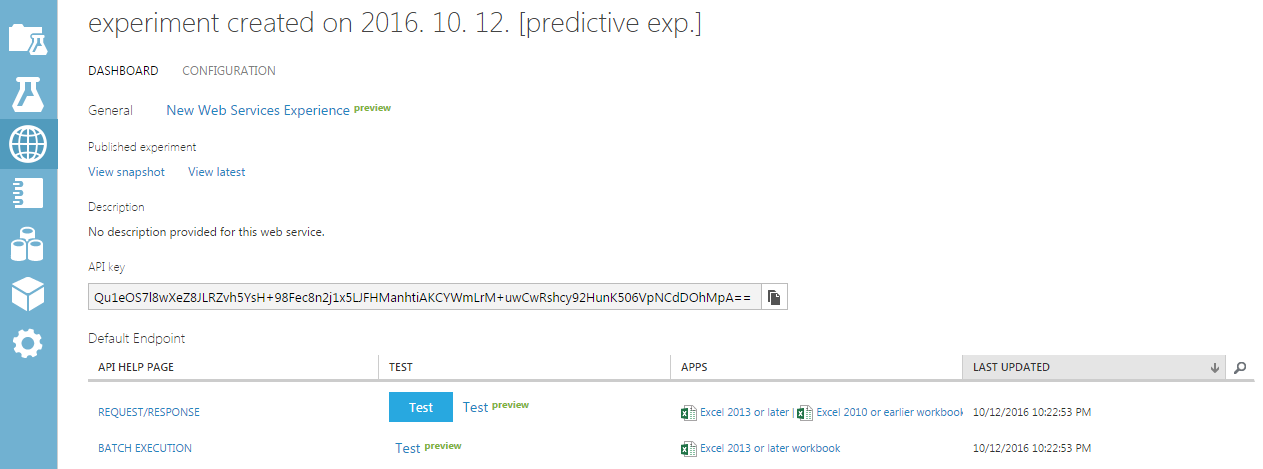 experiment created on 2016. 10. 12. [predictive exp.]
DASHBOARD CONFIGURATION
General New Web Services Experience preview
Published experiment
View snapshot View latest
Description
No description provided for this web service.
API key
Qu1eOS7l8wXeZ8JLRZvh5YsH+98Fec8n2j1x5LJFHManhtiAKCYWmLrM+uwCwRshcy92HunK506VpNCdDOhMpA==
Default Endpoint
API HELP PAGE TEST APPS LAST UPDATED
REQUEST/RESPONSE Test Test preview Excel 2013 or later | Excel 2010 or earlier workbook 10/12/2016 10:22:53 PM
BATCH EXECUTION Test preview Excel 2013 or later workbook 10/12/2016 10:22:53 PM